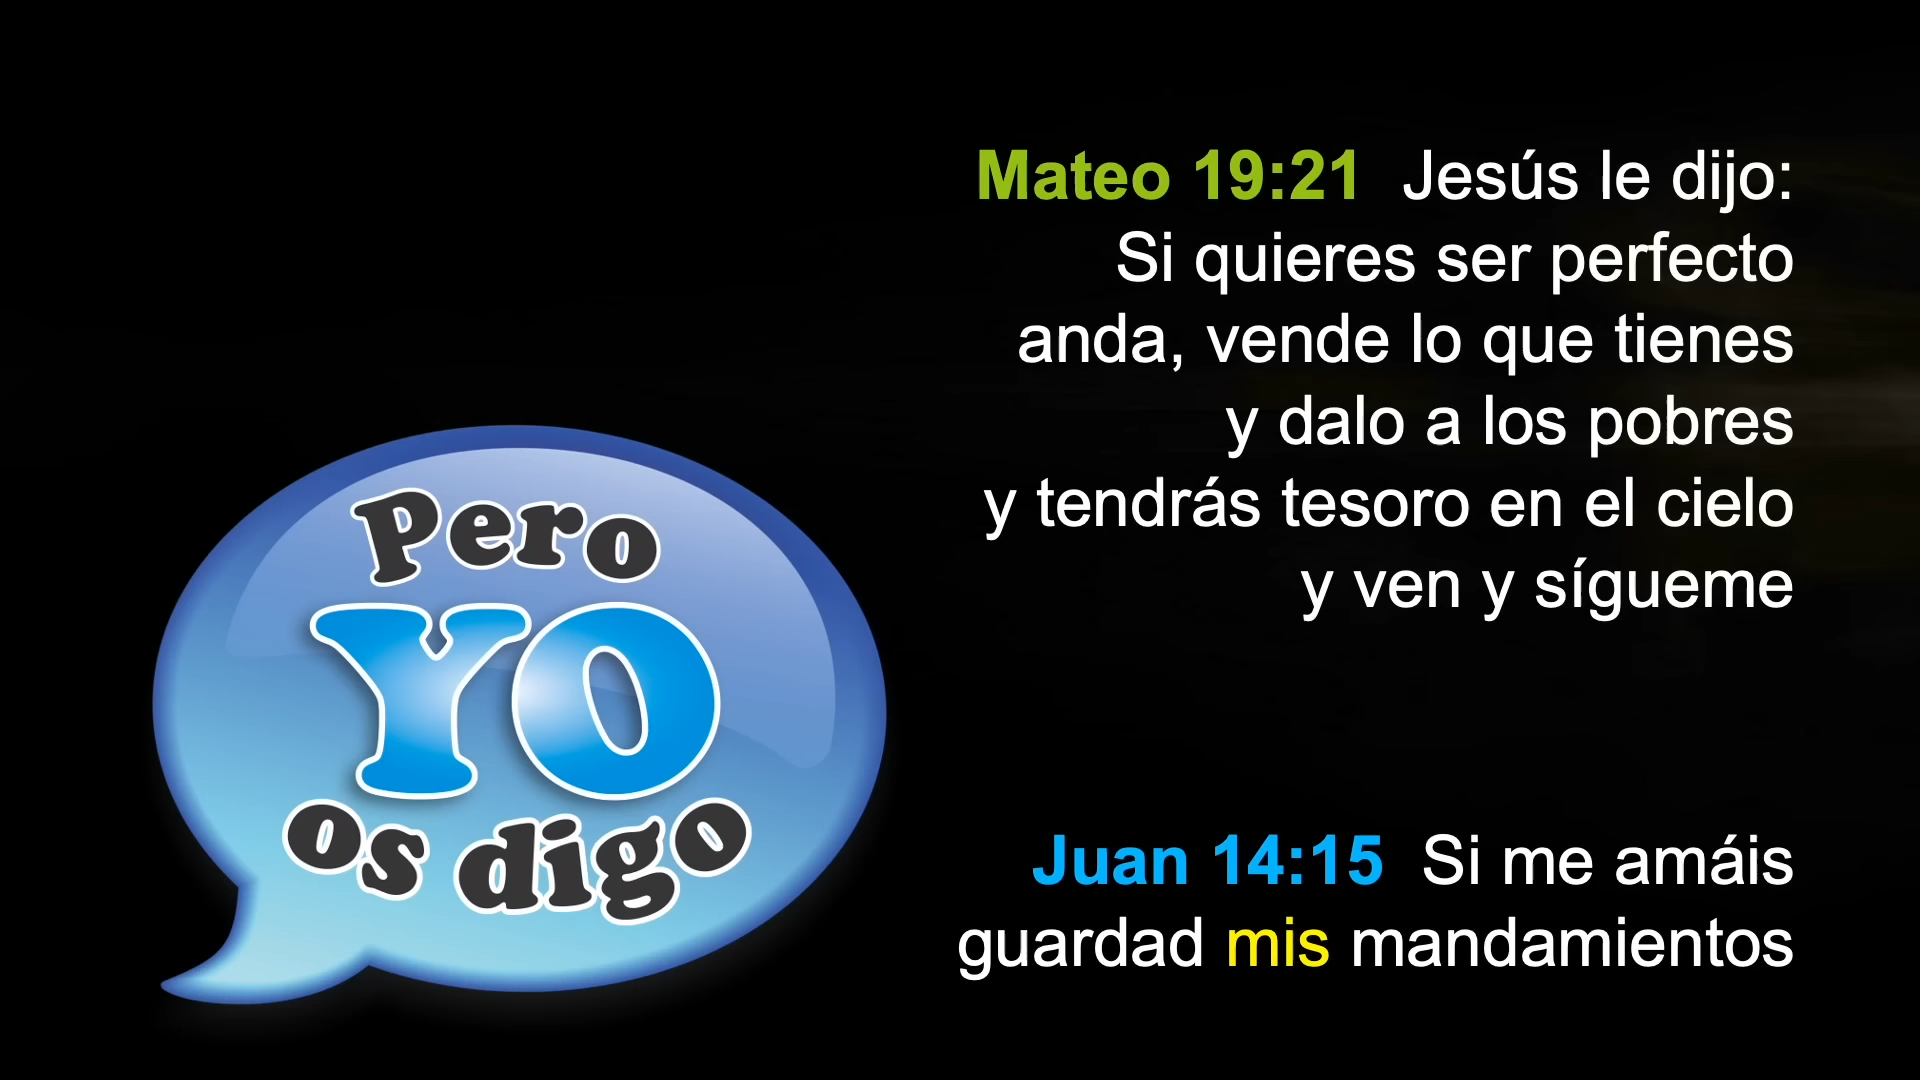 Mateo 19:21 Jesús le dijo:
Si quieres ser perfecto
anda, vende lo que tienes
y dalo a los pobres
y tendrás tesoro en el cielo
y ven y sígueme
Pero
YO
os digo
Juan 14:15 Si me amáis
guardad mis mandamientos